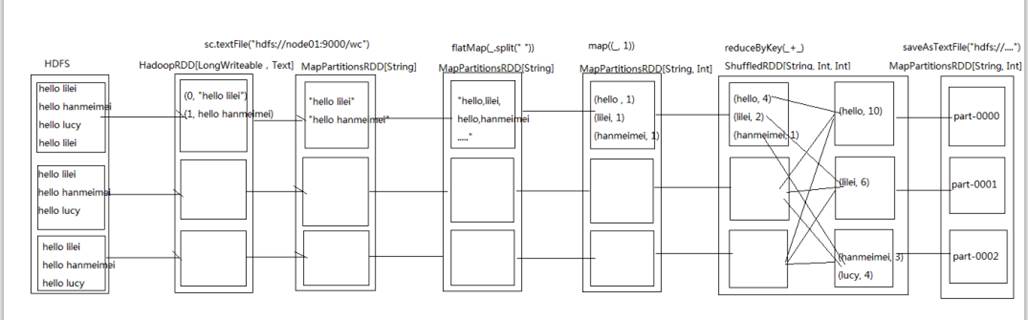 sc.textFile("hdfs://node01:9000/wc")
flatMap(_.split(" "))
map((_, 1))
reduceByKey(_+_)
saveAsTextFile("hdfs://....")
HDFS
HadoopRDD[LongWriteable , Text]
MapPartitionsRDD[String]
MapPartitionsRDD[String]
MapPartitionsRDD[String, Int]
ShuffledRDD[String, Int, Int]
MapPartitionsRDD[String, Int]
hello lilei
hello hanmeimei
hello lucy
hello lilei
hello lilei
hello hanmeimei
hello lucy
hello lilei
hello hanmeimei
hello lucy
(0, "hello lilei")
(1, hello hanmeimei)
"hello lilei"
"hello hanmeimei"
"hello,lilei,
hello,hanmeimei
....."
(hello , 1)
(lilei, 1)
(hanmeimei, 1)
(hello, 4)
(lilei, 2)
(hanmeimei, 1)
(hello, 10)
(lilei, 6)
(hanmeimei, 3)
(lucy, 4)
part-0000
part-0001
part-0002